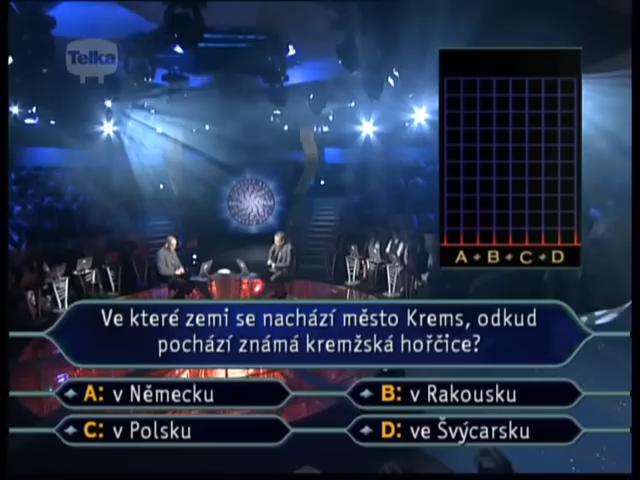 Telka
A B C D
Ve které zemi se nachází město Krems, odkud
pochází známá kremžská hořčice?
A: v Německu
B: v Rakousku
C: v Polsku
D: ve Švýcarsku